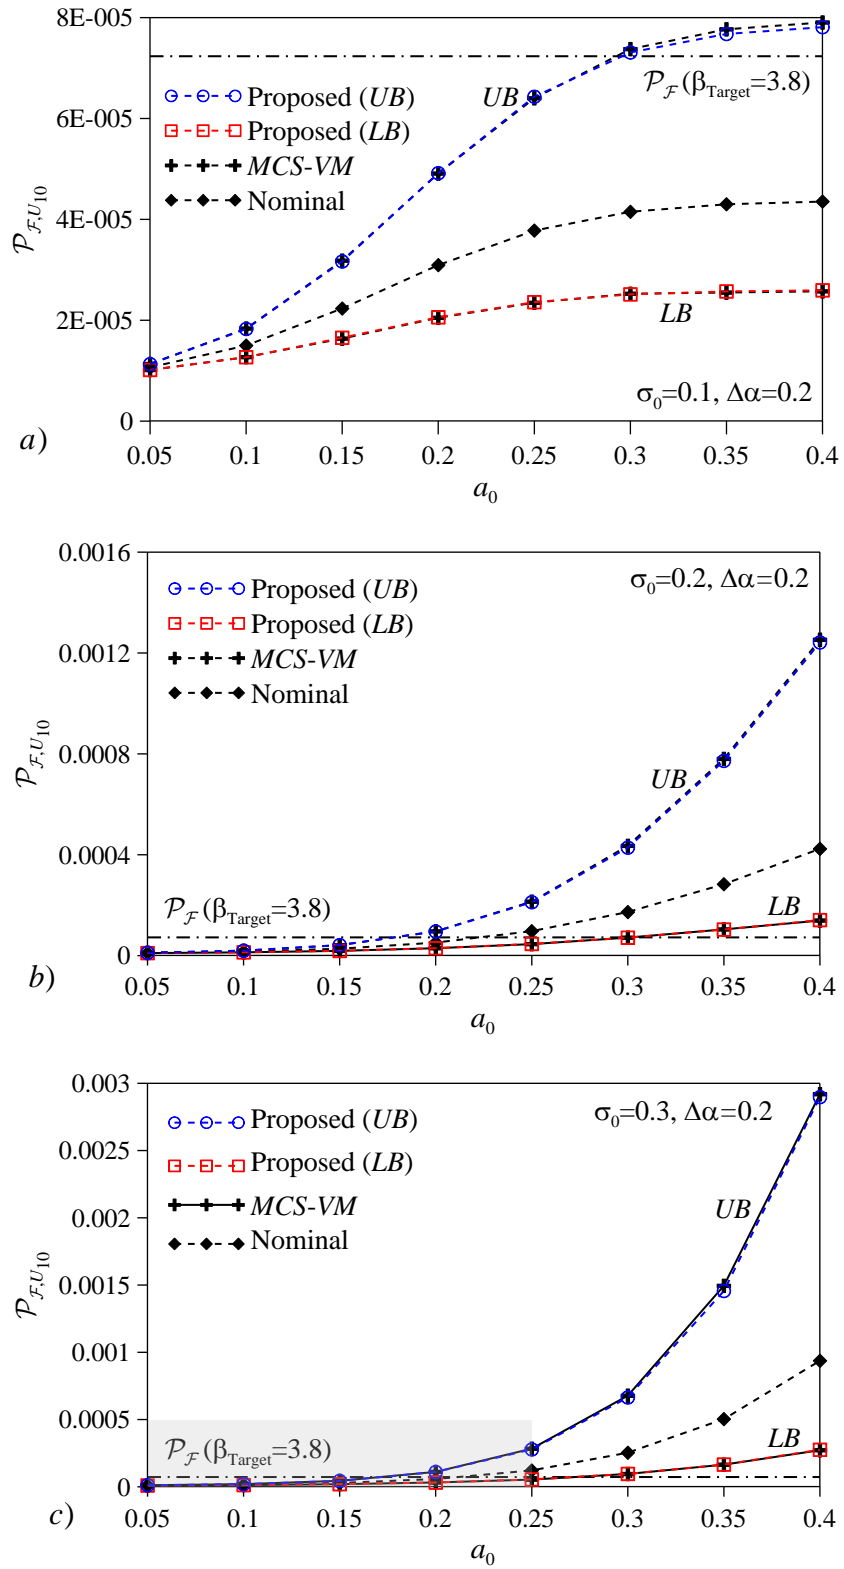 8E-005
6E-005
4E-005
2E-005
0
𝒫ℱ,U10
Proposed (UB)
Proposed (LB)
MCS-VM
Nominal
UB
𝒫ℱ(βTarget=3.8)
LB
σ0=0.1, Δα=0.2
a)
0.05 0.1 0.15 0.2 0.25 0.3 0.35 0.4
a0
0.0016
0.0012
0.0008
0.0004
0
𝒫ℱ,U10
Proposed (UB)
Proposed (LB)
MCS-VM
Nominal
σ0=0.2, Δα=0.2
UB
𝒫ℱ(βTarget=3.8)
LB
b)
0.05 0.1 0.15 0.2 0.25 0.3 0.35 0.4
a0
0.003
0.0025
0.002
0.0015
0.001
0.0005
0
𝒫ℱ,U10
Proposed (UB)
Proposed (LB)
MCS-VM
Nominal
σ0=0.3, Δα=0.2
UB
𝒫ℱ(βTarget=3.8)
LB
c)
0.05 0.1 0.15 0.2 0.25 0.3 0.35 0.4
a0